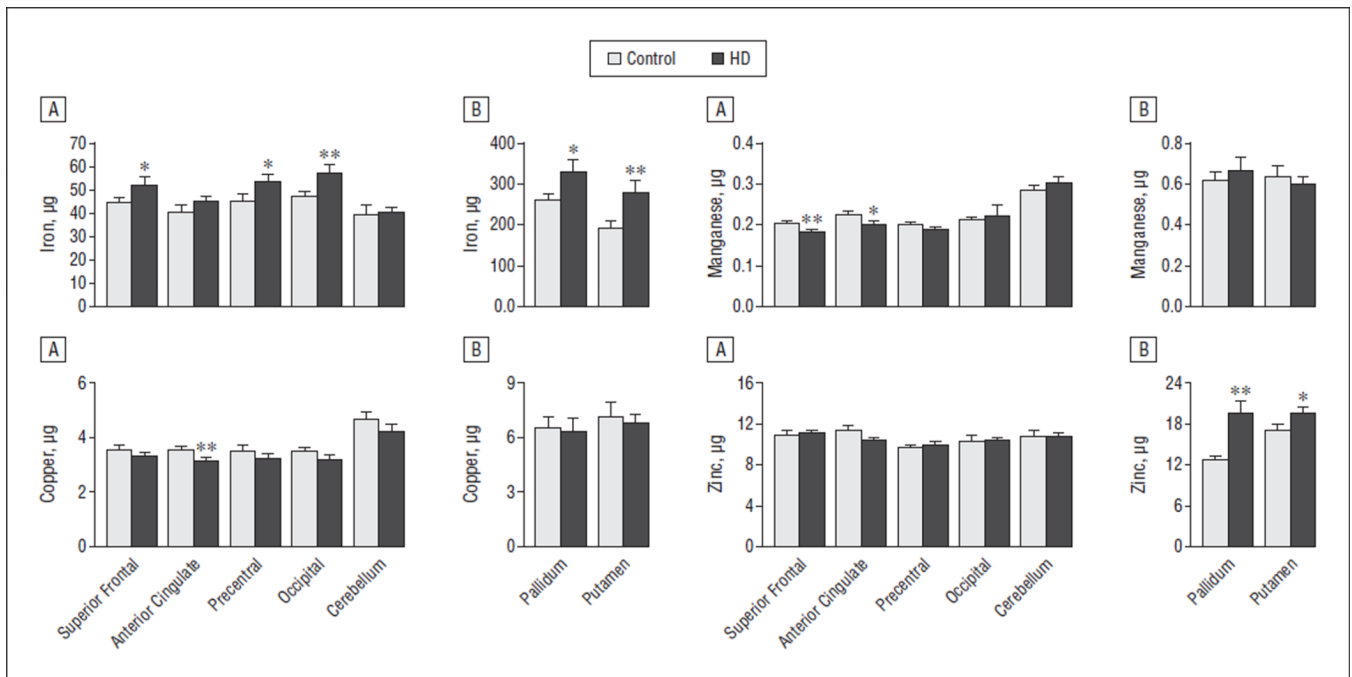 Control HD
A
Iron, µg
70
60
50
40
30
20
10
0
*
*
**
B
Iron, µg
400
300
200
100
0.0
*
**
A
Manganese, µg
0.4
0.3
0.2
0.1
0.0
**
*
B
Manganese, µg
0.8
0.6
0.4
0.2
0.0
A
Copper, µg
6
4
2
0
**
Superior Frontal
Anterior Cingulate
Precentral
Occipital
Cerebellum
B
Copper, µg
9
6
3
0
Pallidum
Putamen
A
Zinc, µg
16
12
8
4
0
Superior Frontal
Anterior Cingulate
Precentral
Occipital
Cerebellum
B
Zinc, µg
24
18
12
6
0
**
*
Pallidum
Putamen